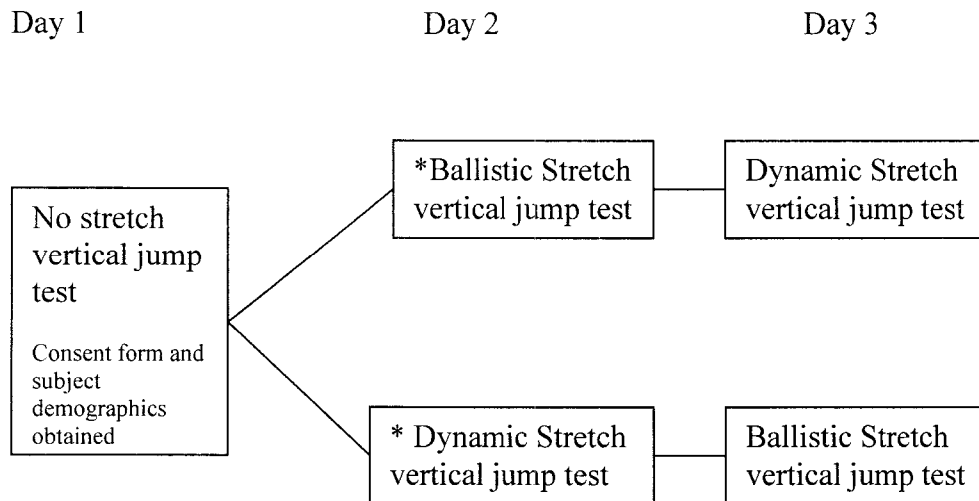 Day 1
Day 2
Day 3
No stretch
vertical jump
test
Consent form and
subject
demographics
obtained
*Ballistic Stretch
vertical jump test
Dynamic Stretch
vertical jump test
* Dynamic Stretch
vertical jump test
Ballistic Stretch
vertical jump test